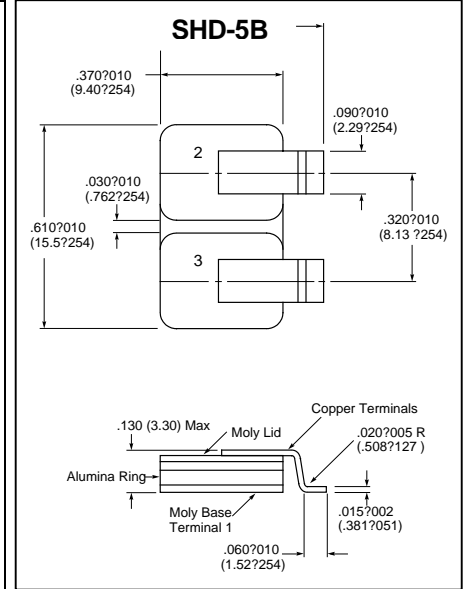 SHD-5B
.370?010
(9.40?254)
.090?010
(2.29?254)
2
.030?010
(.762?254)
.320?010
(8.13 ?254)
.610?010
(15.5?254)
3
Copper Terminals
.130 (3.30) Max
Moly Lid
.020?005 R
(.508?127 )
Alumina Ring
Moly Base
Terminal 1
.015?002
(.381?051)
.060?010
(1.52?254)